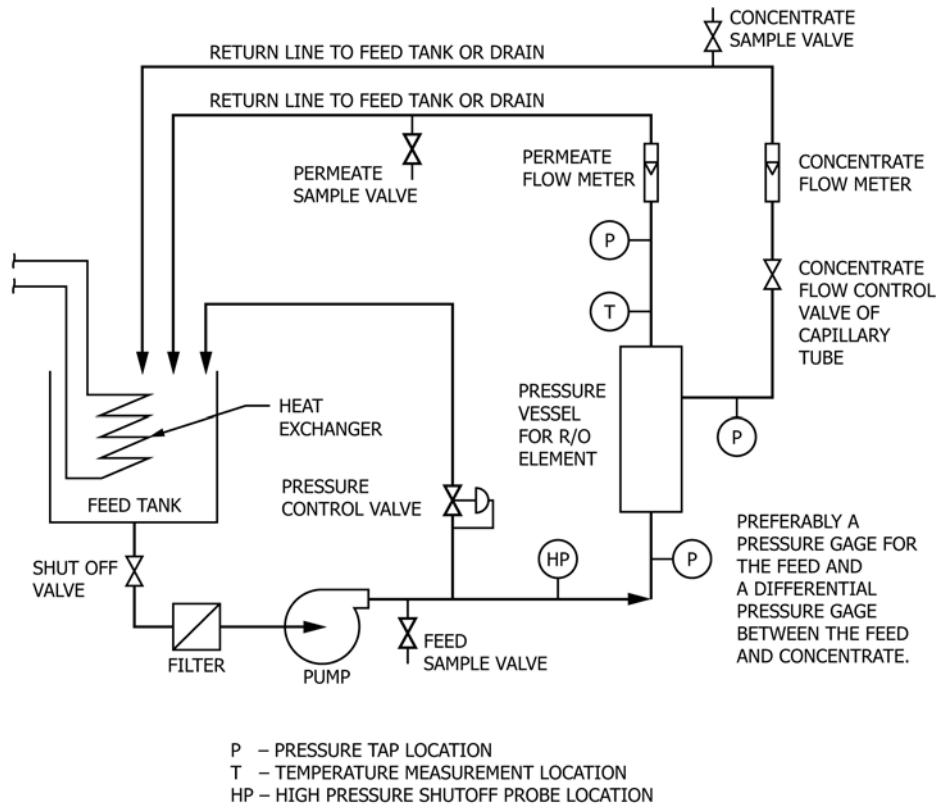 CONCENTRATE
SAMPLE VALVE
RETURN LINE TO FEED TANK OR DRAIN
RETURN LINE TO FEED TANK OR DRAIN
PERMEATE
SAMPLE VALVE
PERMEATE
FLOW METER
CONCENTRATE
FLOW METER
P
CONCENTRATE
FLOW CONTROL
VALVE OF
CAPILLARY
TUBE
T
HEAT
EXCHANGER
PRESSURE
VESSEL
FOR R/O
ELEMENT
P
FEED TANK
PRESSURE
CONTROL VALVE
SHUT OFF
VALVE
HP
P
PREFERABLY A
PRESSURE GAGE FOR
THE FEED AND
A DIFFERENTIAL
PRESSURE GAGE
BETWEEN THE FEED
AND CONCENTRATE.
FILTER
PUMP
FEED
SAMPLE VALVE
P – PRESSURE TAP LOCATION
T – TEMPERATURE MEASUREMENT LOCATION
HP – HIGH PRESSURE SHUTOFF PROBE LOCATION